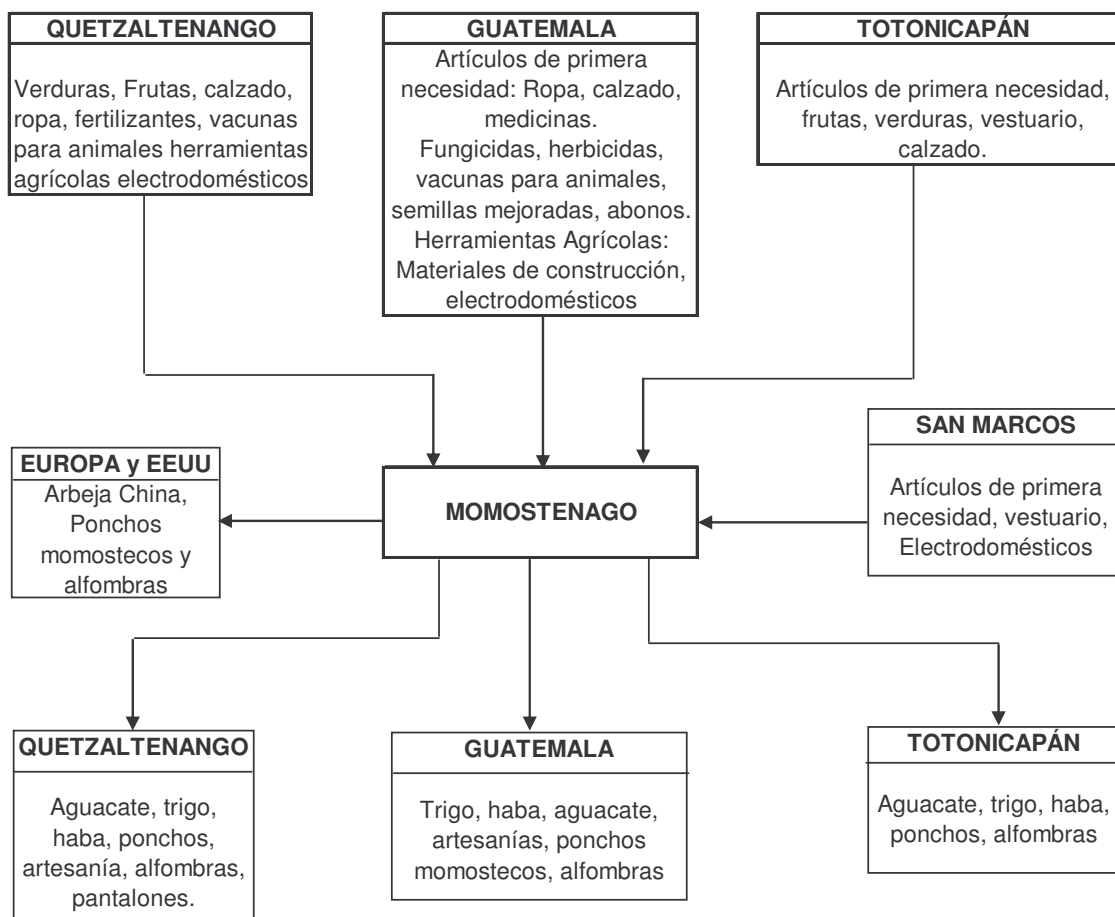 QUETZALTENANGO
Verduras, Frutas, calzado,
ropa, fertilizantes, vacunas
para animales herramientas
agrícolas electrodomésticos
GUATEMALA
Artículos de primera
necesidad: Ropa, calzado,
medicinas.
Fungicidas, herbicidas,
vacunas para animales,
semillas mejoradas, abonos.
Herramientas Agrícolas:
Materiales de construcción,
electrodomésticos
TOTONICAPÁN
Artículos de primera necesidad,
frutas, verduras, vestuario,
calzado.
EUROPA y EEUU
Arbeja China,
Ponchos
momostecos y
alfombras
MOMOSTENAGO
SAN MARCOS
Artículos de primera
necesidad, vestuario,
Electrodomésticos
QUETZALTENANGO
Aguacate, trigo,
haba, ponchos,
artesanía, alfombras,
pantalones.
GUATEMALA
Trigo, haba, aguacate,
artesanías, ponchos
momostecos, alfombras
TOTONICAPÁN
Aguacate, trigo, haba,
ponchos, alfombras